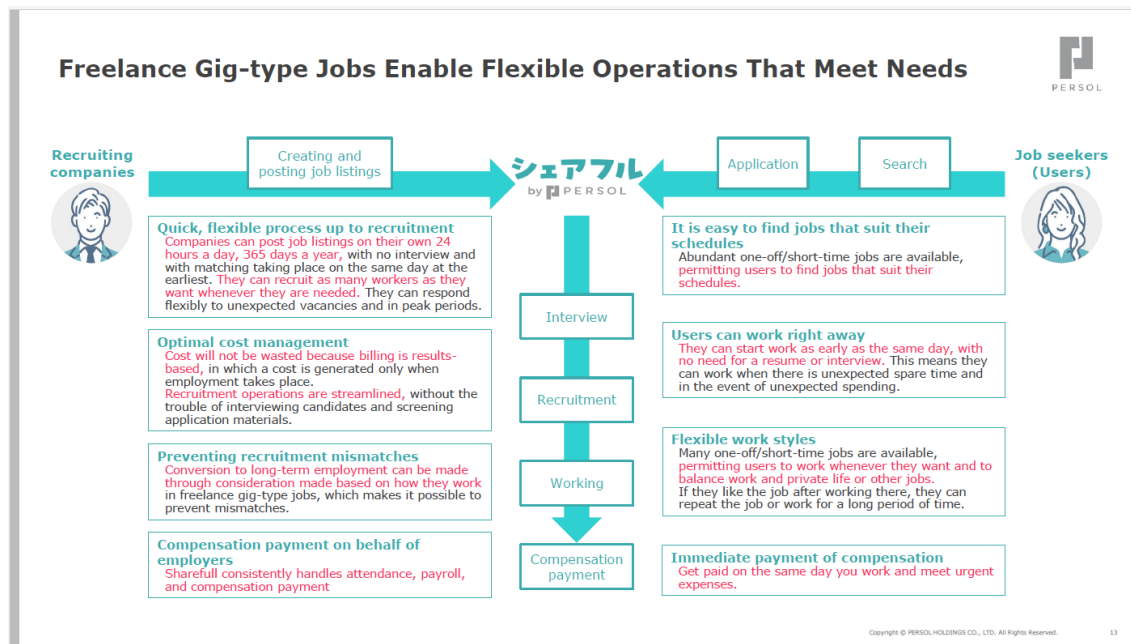 Freelance Gig-type Jobs Enable Flexible Operations That Meet Needs
PERSOL
Recruiting
companies
Creating and
posting job listings
シェアフル
by PERSOL
Application
Search
Job seekers
(Users)
Quick, flexible process up to recruitment
Companies can post job listings on their own 24
hours a day, 365 days a year, with no interview and
with matching taking place on the same day at the
earliest. They can recruit as many workers as they
want whenever they are needed. They can respond
flexibly to unexpected vacancies and in peak periods.
Optimal cost management
Cost will not be wasted because billing is results-
based, in which a cost is generated only when
employment takes place.
Recruitment operations are streamlined, without the
trouble of interviewing candidates and screening
application materials.
Preventing recruitment mismatches
Conversion to long-term employment can be made
through consideration made based on how they work
in freelance gig-type jobs, which makes it possible to
prevent mismatches.
Compensation payment on behalf of
employers
Sharefull consistently handles attendance, payroll,
and compensation payment
Interview
Recruitment
Working
Compensation
payment
It is easy to find jobs that suit their
schedules
Abundant one-off/short-time jobs are available,
permitting users to find jobs that suit their
schedules.
Users can work right away
They can start work as early as the same day, with
no need for a resume or interview. This means they
can work when there is unexpected spare time and
in the event of unexpected spending.
Flexible work styles
Many one-off/short-time jobs are available,
permitting users to work whenever they want and to
balance work and private life or other jobs.
If they like the job after working there, they can
repeat the job or work for a long period of time.
Immediate payment of compensation
Get paid on the same day you work and meet urgent
expenses.
Copyright © PERSOL HOLDINGS CO., LTD. All Rights Reserved.
13